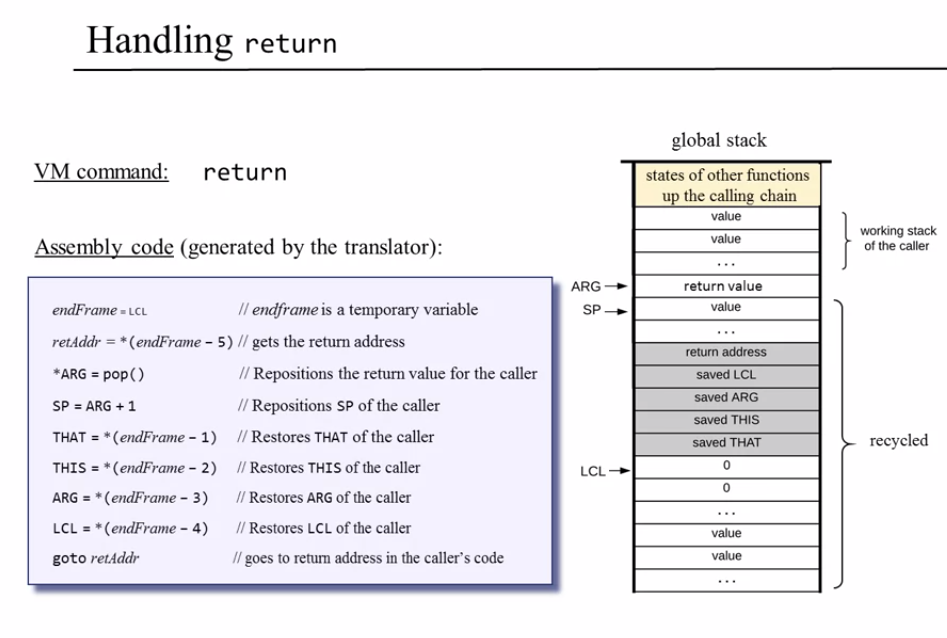 Handling return
VM command: return
Assembly code (generated by the translator):
endFrame = LCL // endframe is a temporary variable
retAddr = *(endFrame – 5) // gets the return address
*ARG = pop() // Repositions the return value for the caller
SP = ARG + 1 // Repositions SP of the caller
THAT = *(endFrame – 1) // Restores THAT of the caller
THIS = *(endFrame – 2) // Restores THIS of the caller
ARG = *(endFrame – 3) // Restores ARG of the caller
LCL = *(endFrame – 4) // Restores LCL of the caller
goto retAddr // goes to return address in the caller's code
global stack
states of other functions
up the calling chain
value
value
...
working stack
of the caller
ARG
return value
SP
value
...
return address
saved LCL
saved ARG
saved THIS
saved THAT
LCL
0
0
...
value
value
...
recycled